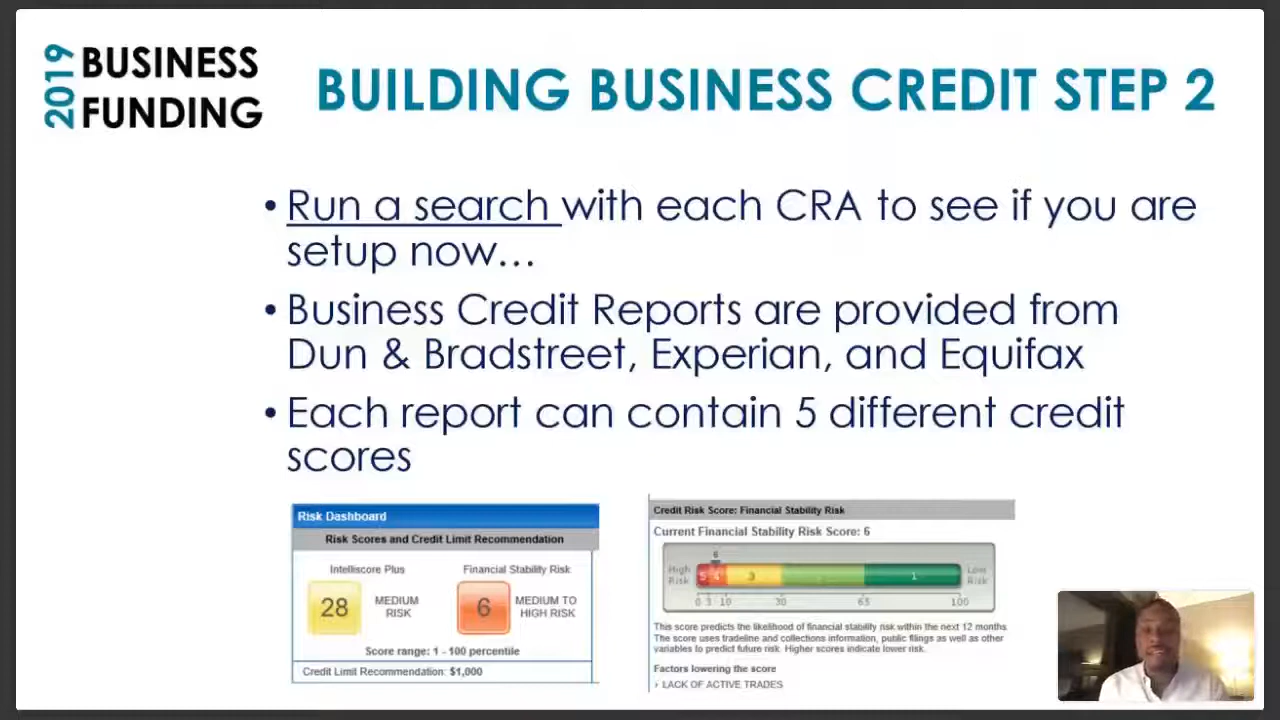 2019
BUSINESS
FUNDING
BUILDING BUSINESS CREDIT STEP 2
• Run a search with each CRA to see if you are
setup now...
• Business Credit Reports are provided from
Dun & Bradstreet, Experian, and Equifax
• Each report can contain 5 different credit
scores
Risk Dashboard
Risk Scores and Credit Limit Recommendation
Intelliscore Plus
Financial Stability Risk
28
MEDIUM
RISK
6
MEDIUM TO
HIGH RISK
Score range: 1 - 100 percentile
Credit Limit Recommendation: $1,000
Credit Risk Score: Financial Stability Risk
Current Financial Stability Risk Score: 6
6
High
Risk
5 4 3 1
Low
Risk
0 3 10 30 65 100
This score predicts the likelihood of financial stability risk within the next 12 months.
The score uses tradeline and collections information, public filings as well as other
variables to predict future risk. Higher scores indicate lower risk.
Factors lowering the score
› LACK OF ACTIVE TRADES